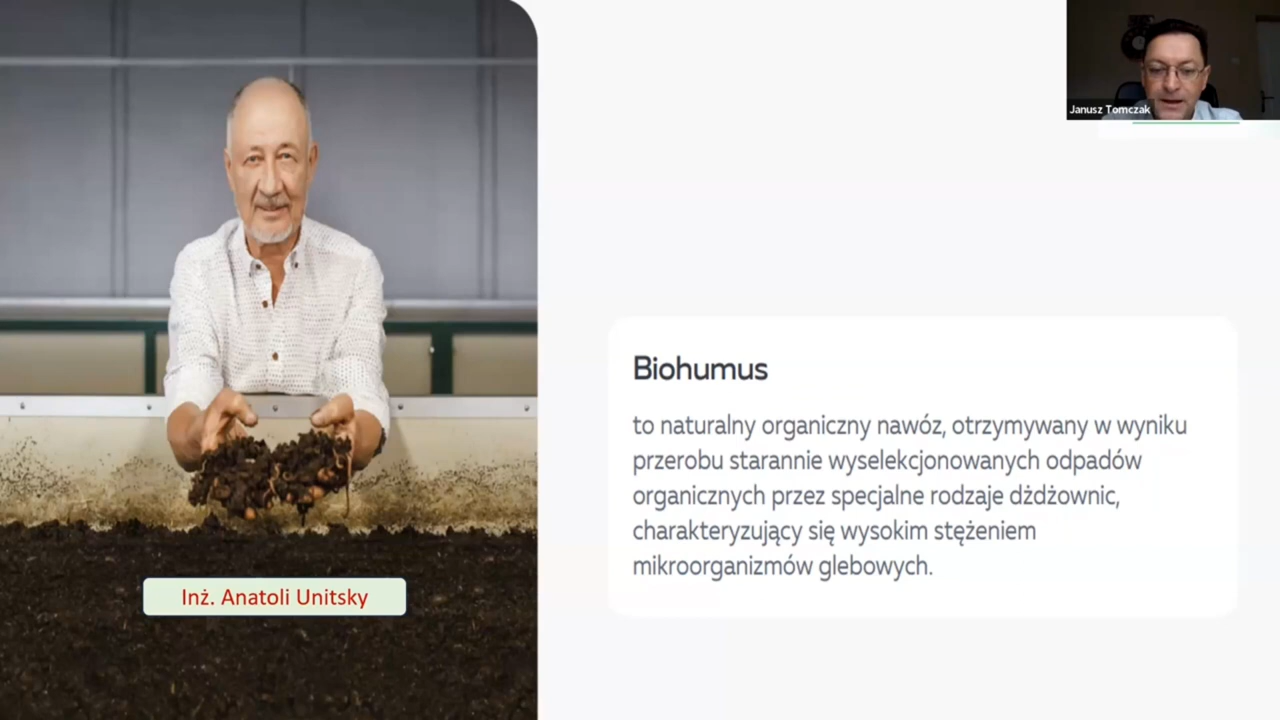 Janusz Tomczak
Biohumus
to naturalny organiczny nawóz, otrzymywany w wyniku
przerobu starannie wyselekcjonowanych odpadów
organicznych przez specjalne rodzaje dżdżownic,
charakteryzujący się wysokim stężeniem
mikroorganizmów glebowych.
Inż. Anatoli Unitsky